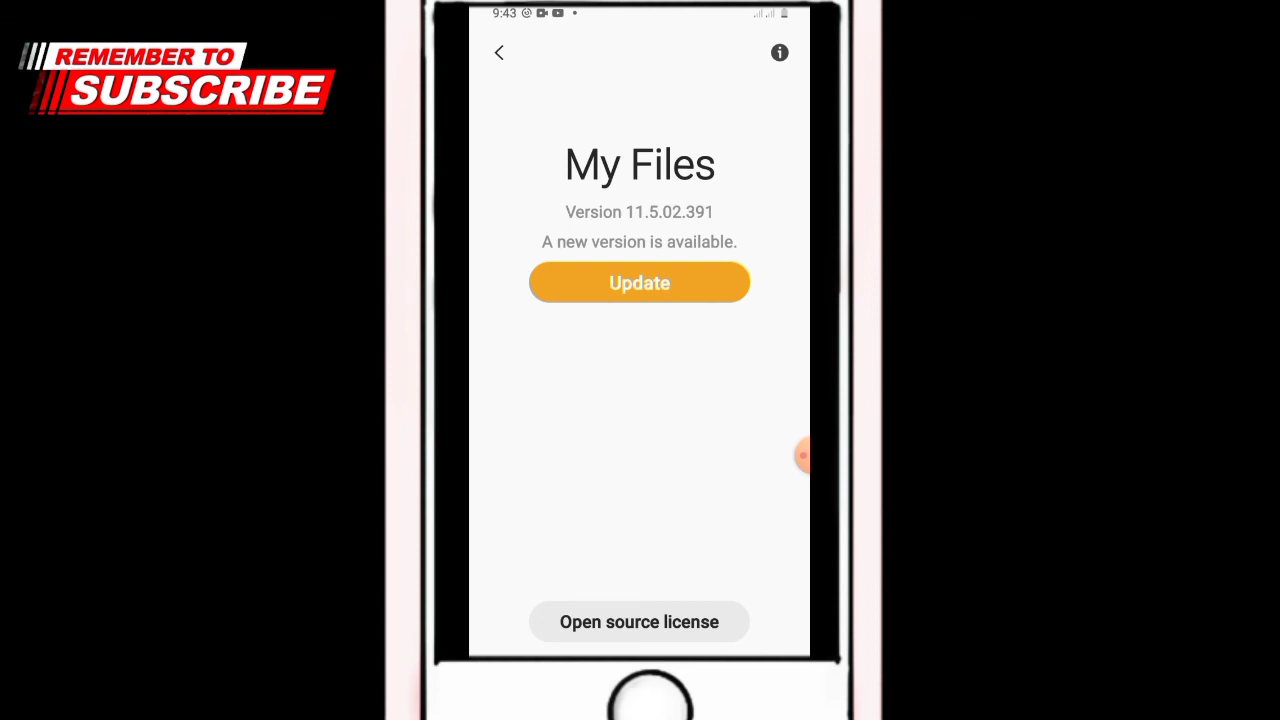 REMEMBER TO
SUBSCRIBE
9:43
My Files
Version 11.5.02.391
A new version is available.
Update
Open source license